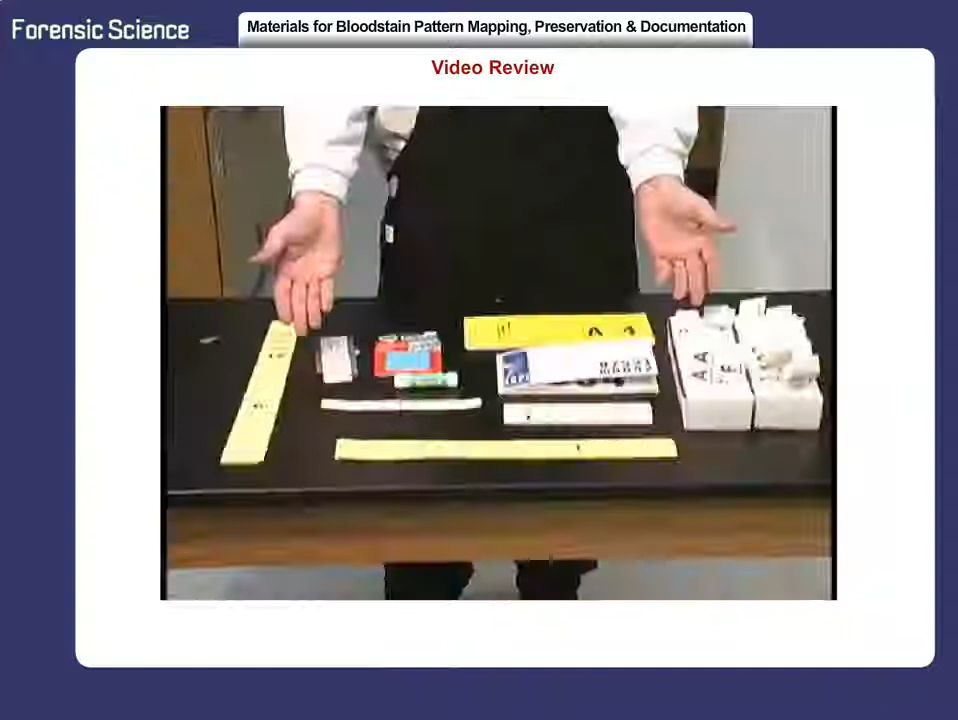 Forensic Science
Materials for Bloodstain Pattern Mapping, Preservation & Documentation
Video Review
A A